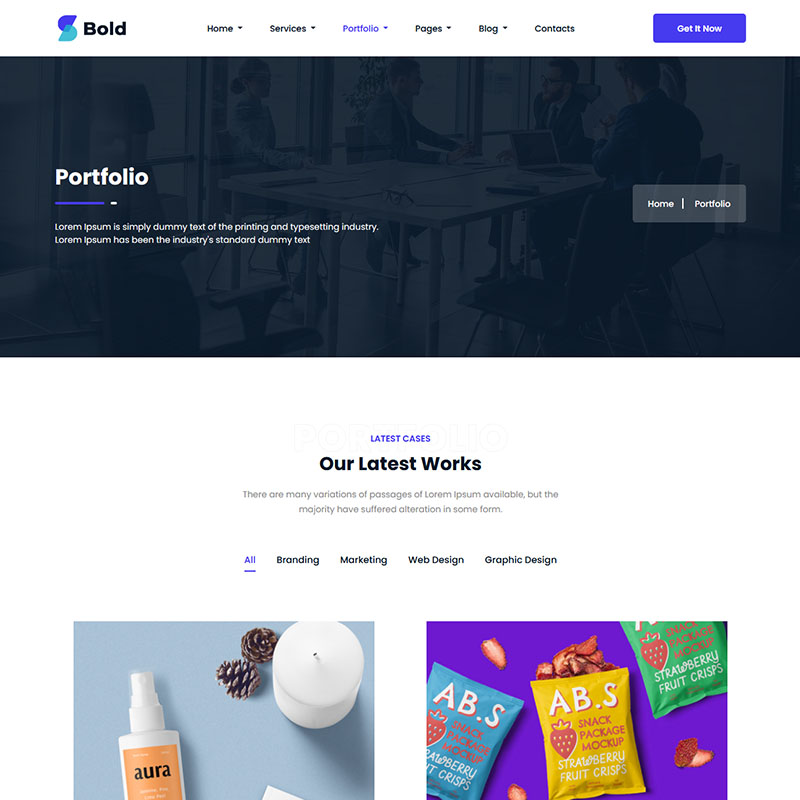 Bold
Home
Services
Portfolio
Pages
Blog
Contacts
Get It Now
Portfolio
Lorem Ipsum is simply dummy text of the printing and typesetting industry.
Lorem Ipsum has been the industry's standard dummy text
Home
Portfolio
PORTFOLIO
LATEST CASES
Our Latest Works
There are many variations of passages of Lorem Ipsum available, but the
majority have suffered alteration in some form.
All
Branding
Marketing
Web Design
Graphic Design
aura
AB.S
SNACK
PACKAGE
MOCKUP
STRAWBERRY
FRUIT CRISPS
AB.S
SNACK
PACKAGE
MOCKUP
STRAWBERRY
FRUIT CRISPS
SNACK
PACKAGE
MOCKUP
STRAWBERRY
FRUIT CRISPS